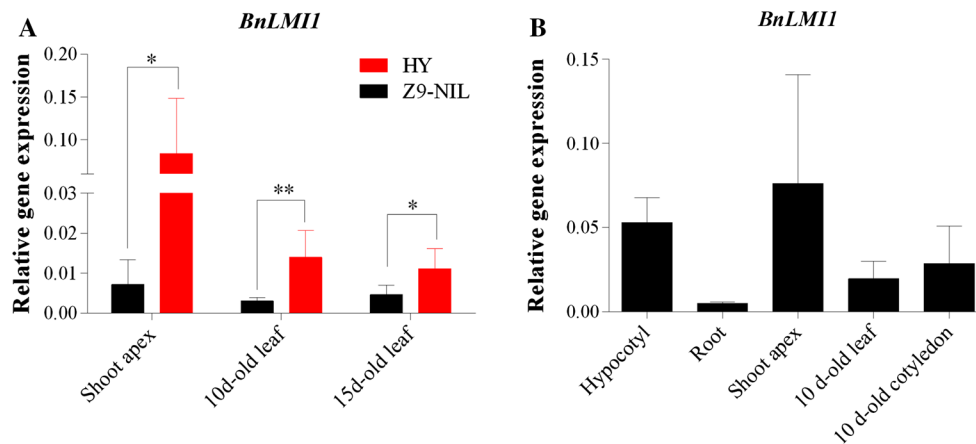 A
BnLMI1
Relative gene expression
0.20
0.15
0.10
0.03
0.02
0.01
0.00
*
**
*
HY
Z9-NIL
Shoot apex
10d-old leaf
15d-old leaf
B
BnLMI1
Relative gene expression
0.15
0.10
0.05
0.00
Hypocotyl
Root
Shoot apex
10 d-old leaf
10 d-old cotyledon